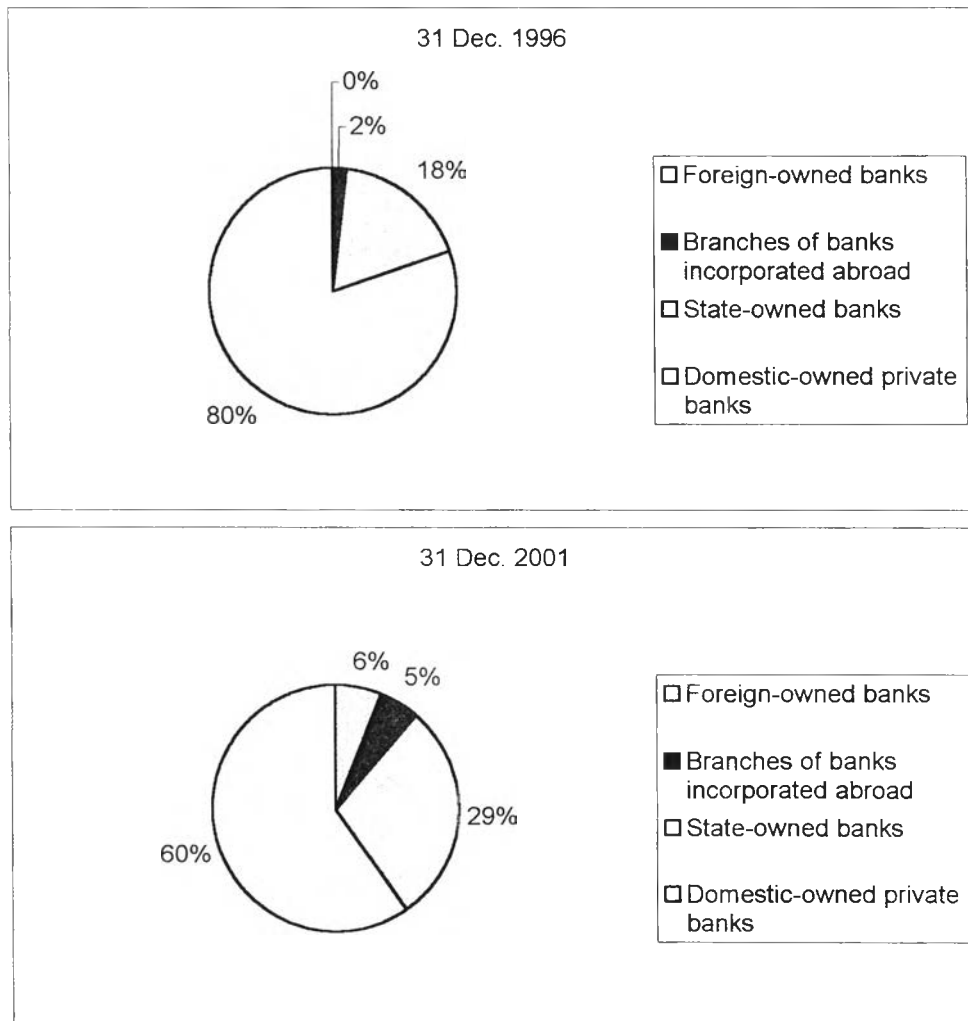 31 Dec. 1996
0%
2%
18%
80%
Foreign-owned banks
Branches of banks
incorporated abroad
State-owned banks
Domestic-owned private
banks
31 Dec. 2001
6%
5%
29%
60%
Foreign-owned banks
Branches of banks
incorporated abroad
State-owned banks
Domestic-owned private
banks